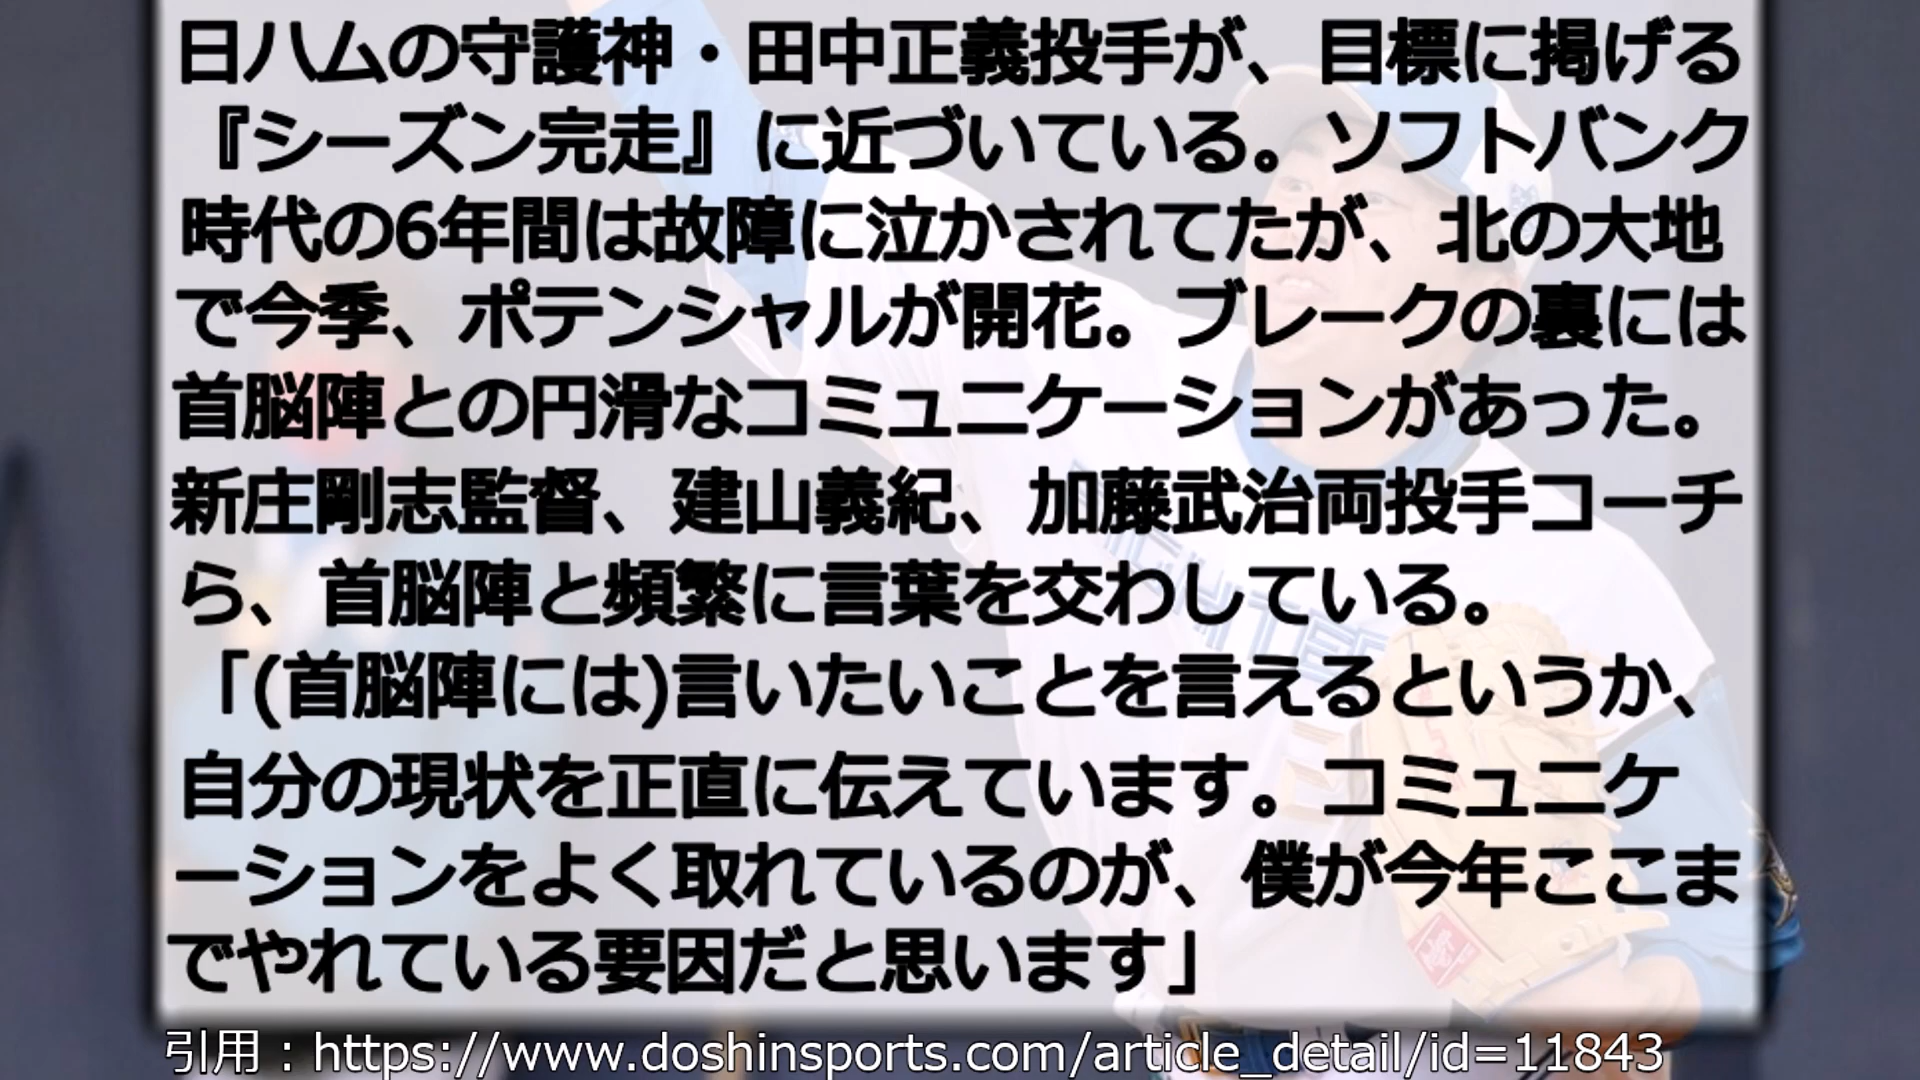 日ハムの守護神・田中正義投手が、目標に掲げる
『シーズン完走』に近づいている。ソフトバンク
時代の6年間は故障に泣かされてたが、北の大地
で今季、ポテンシャルが開花。ブレークの裏には
首脳陣との円滑なコミュニケーションがあった。
新庄剛志監督、建山義紀、加藤武治両投手コーチ
ら、首脳陣と頻繁に言葉を交わしている。
「(首脳陣には)言いたいことを言えるというか、
自分の現状を正直に伝えています。コミュニケ
ーションをよく取れているのが、僕が今年ここま
でやれている要因だと思います」
引用：https://www.doshinsports.com/article_detail/id=11843